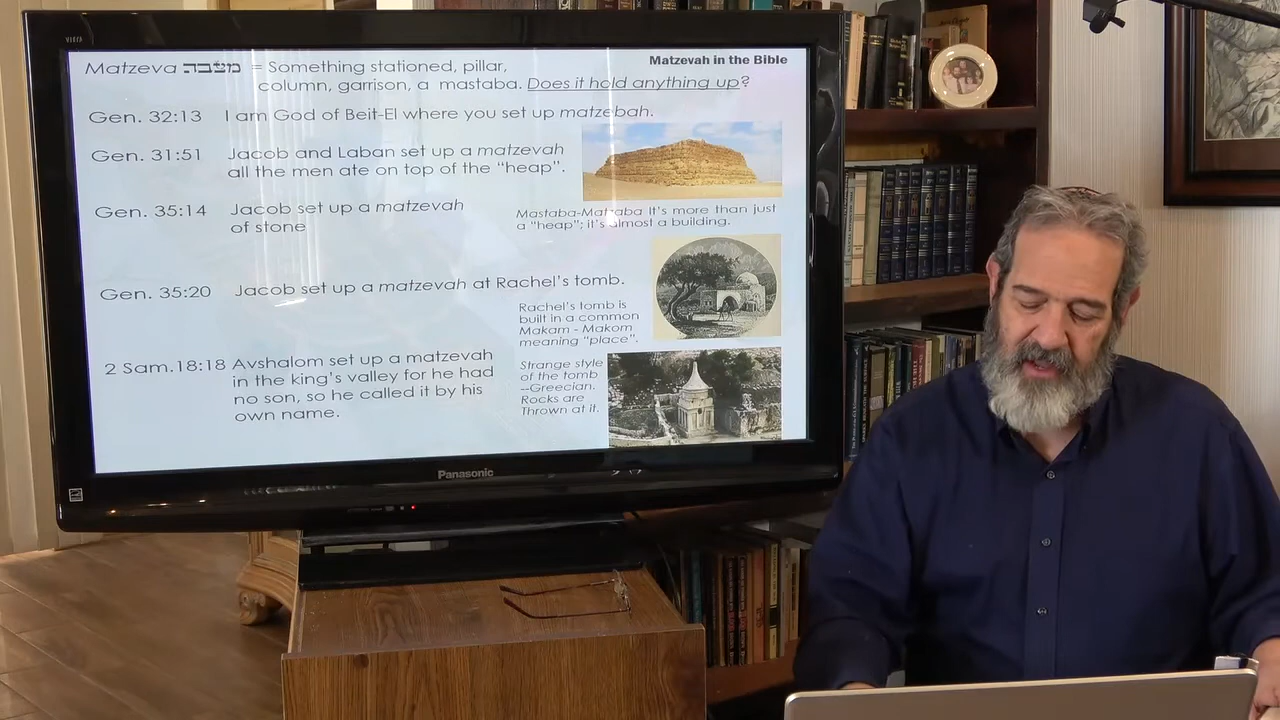 VIERA
Matzevah in the Bible
Matzeva מצבה = Something stationed, pillar,
column, garrison, a mastaba. Does it hold anything up?
Gen. 32:13 I am God of Beit-El where you set up matzebah.
Gen. 31:51 Jacob and Laban set up a matzevah
all the men ate on top of the “heap”.
Gen. 35:14 Jacob set up a matzevah
of stone
Mastaba-Matzaba It's more than just
a “heap”; it's almost a building.
Gen. 35:20 Jacob set up a matzevah at Rachel's tomb.
Rachel's tomb is
built in a common
Makam - Makom
meaning “place”.
2 Sam.18:18 Avshalom set up a matzevah
in the king's valley for he had
no son, so he called it by his
own name.
Strange style
of the tomb
--Greecian.
Rocks are
Thrown at it.
Panasonic